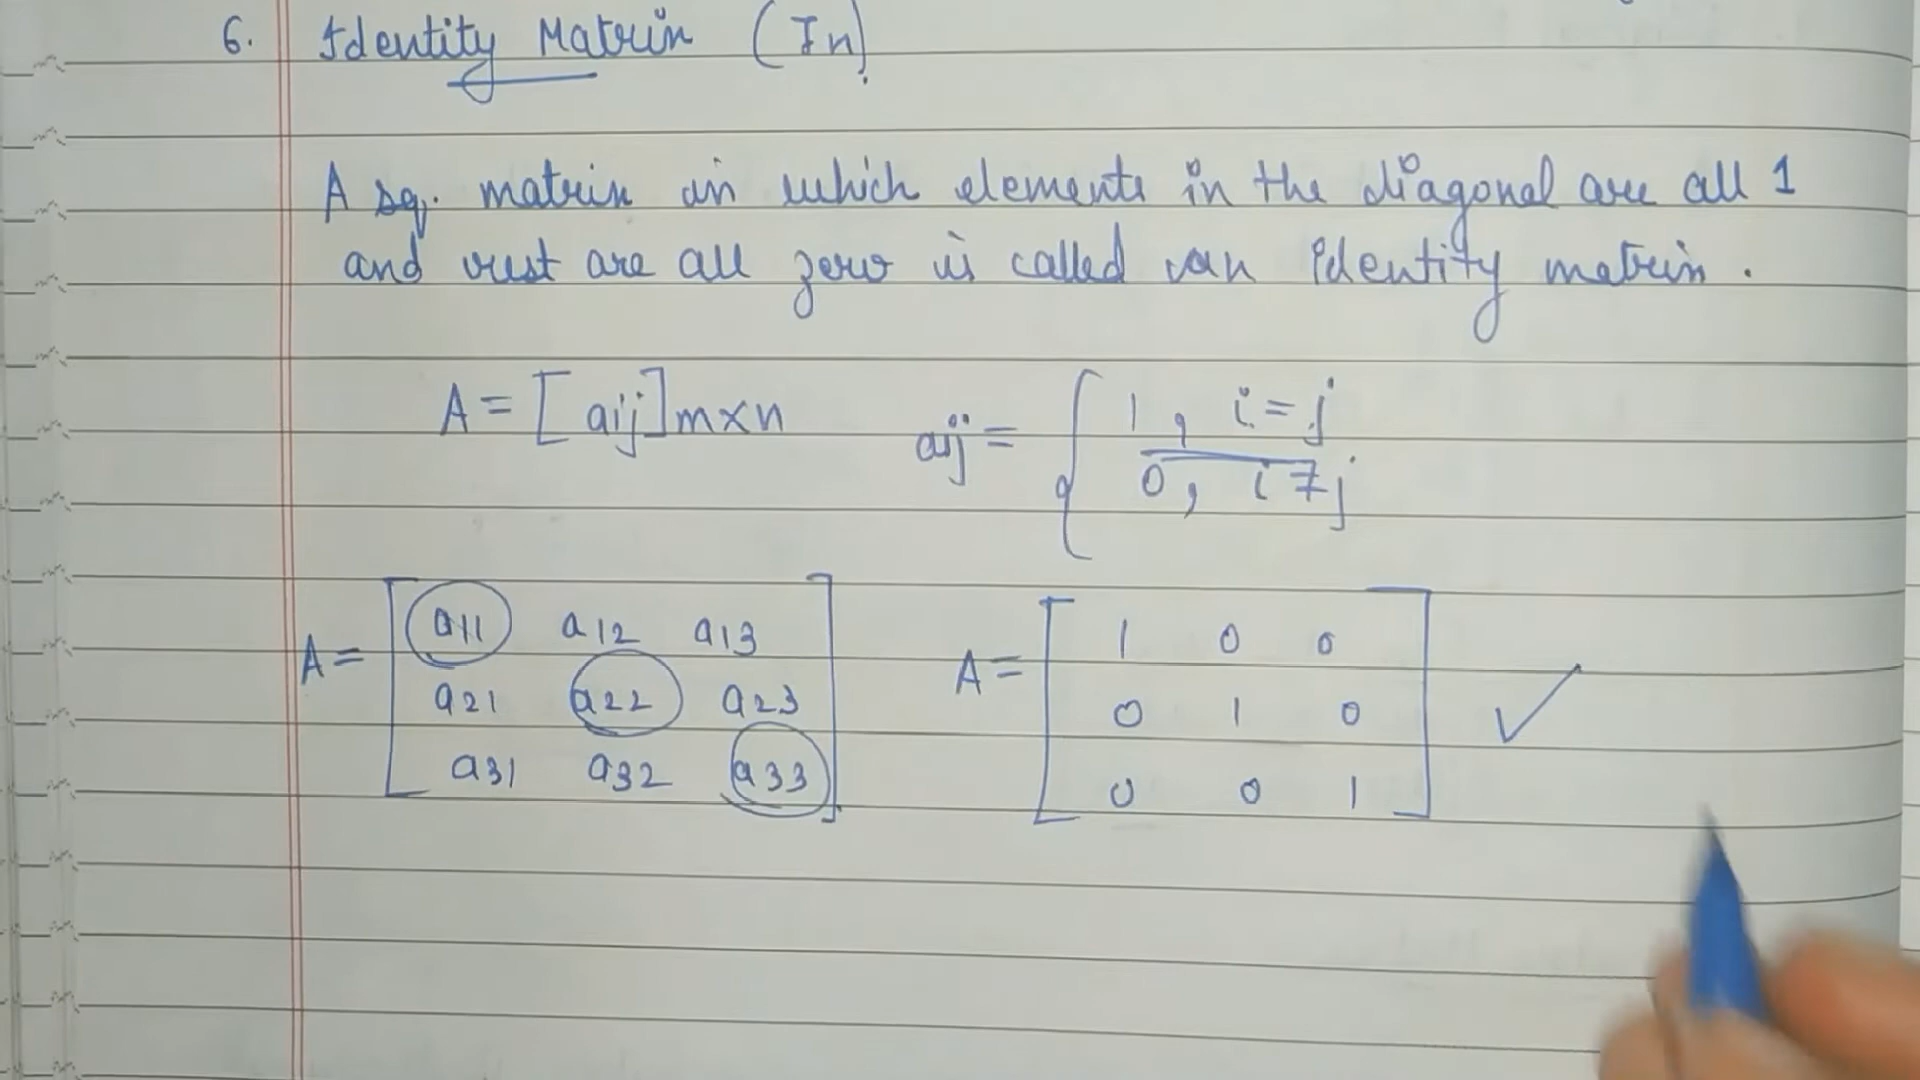 6. Identity Matrix (In)
A sq. matrix in which elements in the diagonal are all 1
and rest are all zero is called an identity matrix.
A = [aij]m×n aij = { 1, i = j
0, i ≠ j
A = [ a11 a12 a13
a21 a22 a23
a31 a32 a33 ]
A = [ 1 0 0
0 1 0
0 0 1 ] ✓